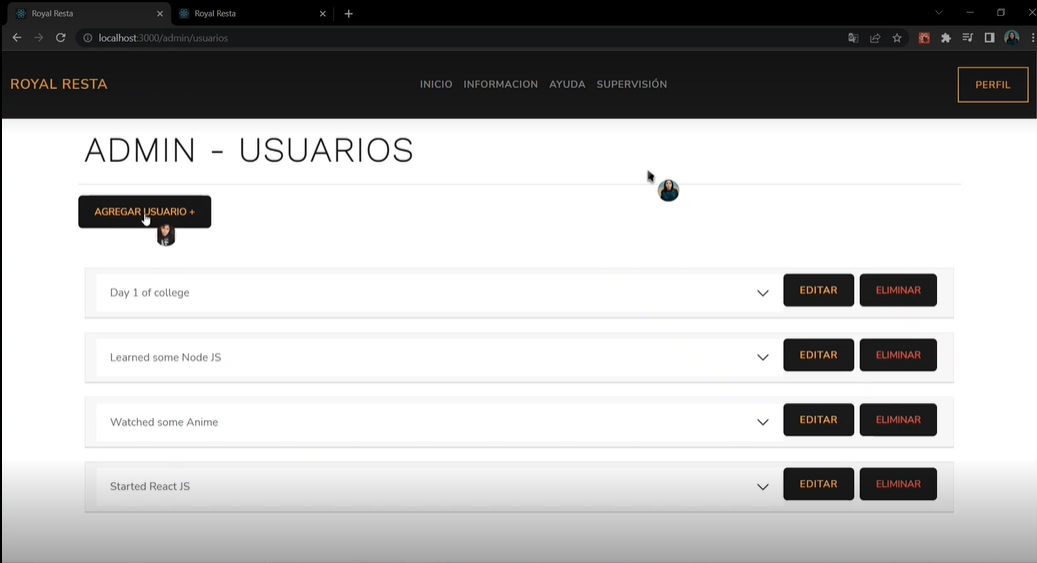 Royal Resta
Royal Resta
localhost:3000/admin/usuarios
ROYAL RESTA
INICIO INFORMACION AYUDA SUPERVISIÓN
PERFIL
ADMIN - USUARIOS
AGREGAR USUARIO +
Day 1 of college EDITAR ELIMINAR
Learned some Node JS EDITAR ELIMINAR
Watched some Anime EDITAR ELIMINAR
Started React JS EDITAR ELIMINAR